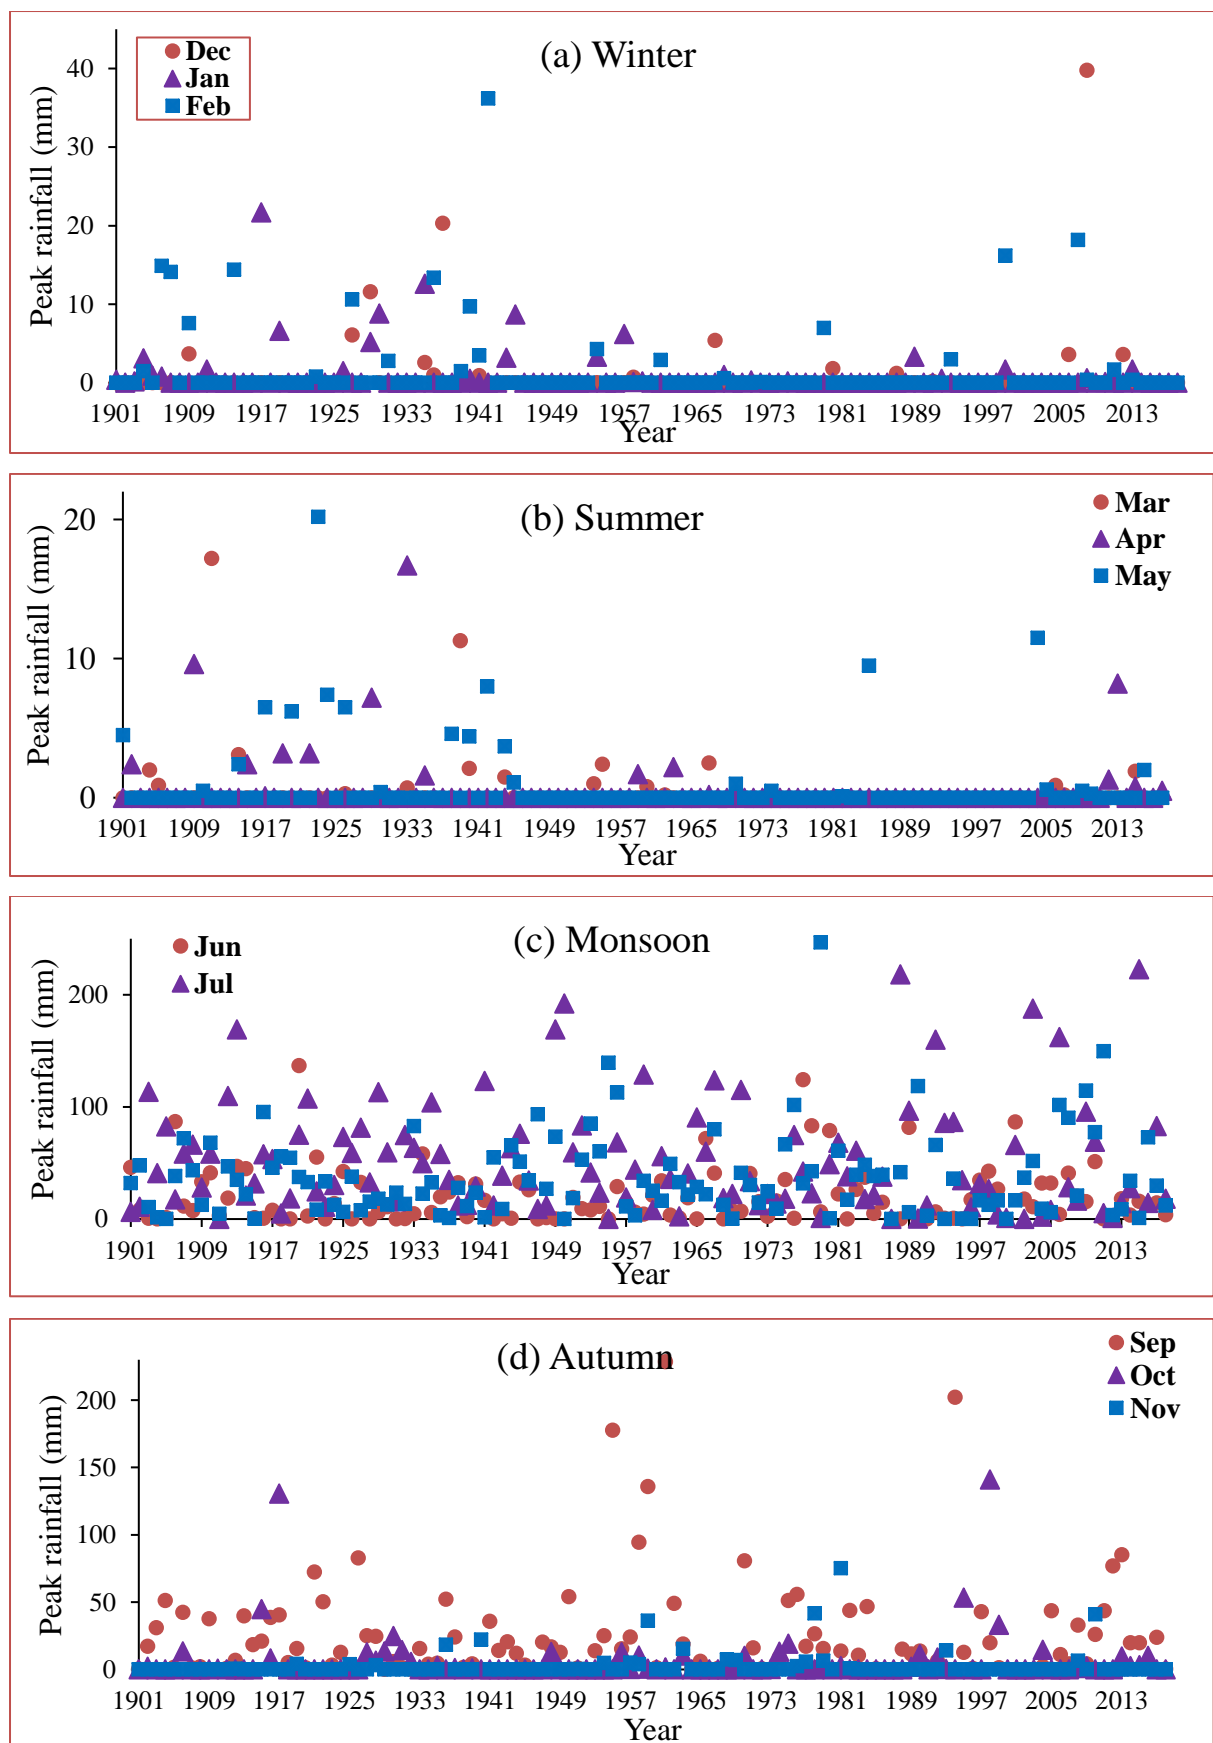 (a) Winter
Dec
Jan
Feb
Peak rainfall (mm)
40
30
20
10
0
1901 1909 1917 1925 1933 1941 1949 1957 1965 1973 1981 1989 1997 2005 2013
Year
(b) Summer
Mar
Apr
May
Peak rainfall (mm)
20
10
0
1901 1909 1917 1925 1933 1941 1949 1957 1965 1973 1981 1989 1997 2005 2013
Year
(c) Monsoon
Jun
Jul
Peak rainfall (mm)
200
100
0
1901 1909 1917 1925 1933 1941 1949 1957 1965 1973 1981 1989 1997 2005 2013
Year
(d) Autumn
Sep
Oct
Nov
Peak rainfall (mm)
200
150
100
50
0
1901 1909 1917 1925 1933 1941 1949 1957 1965 1973 1981 1989 1997 2005 2013
Year